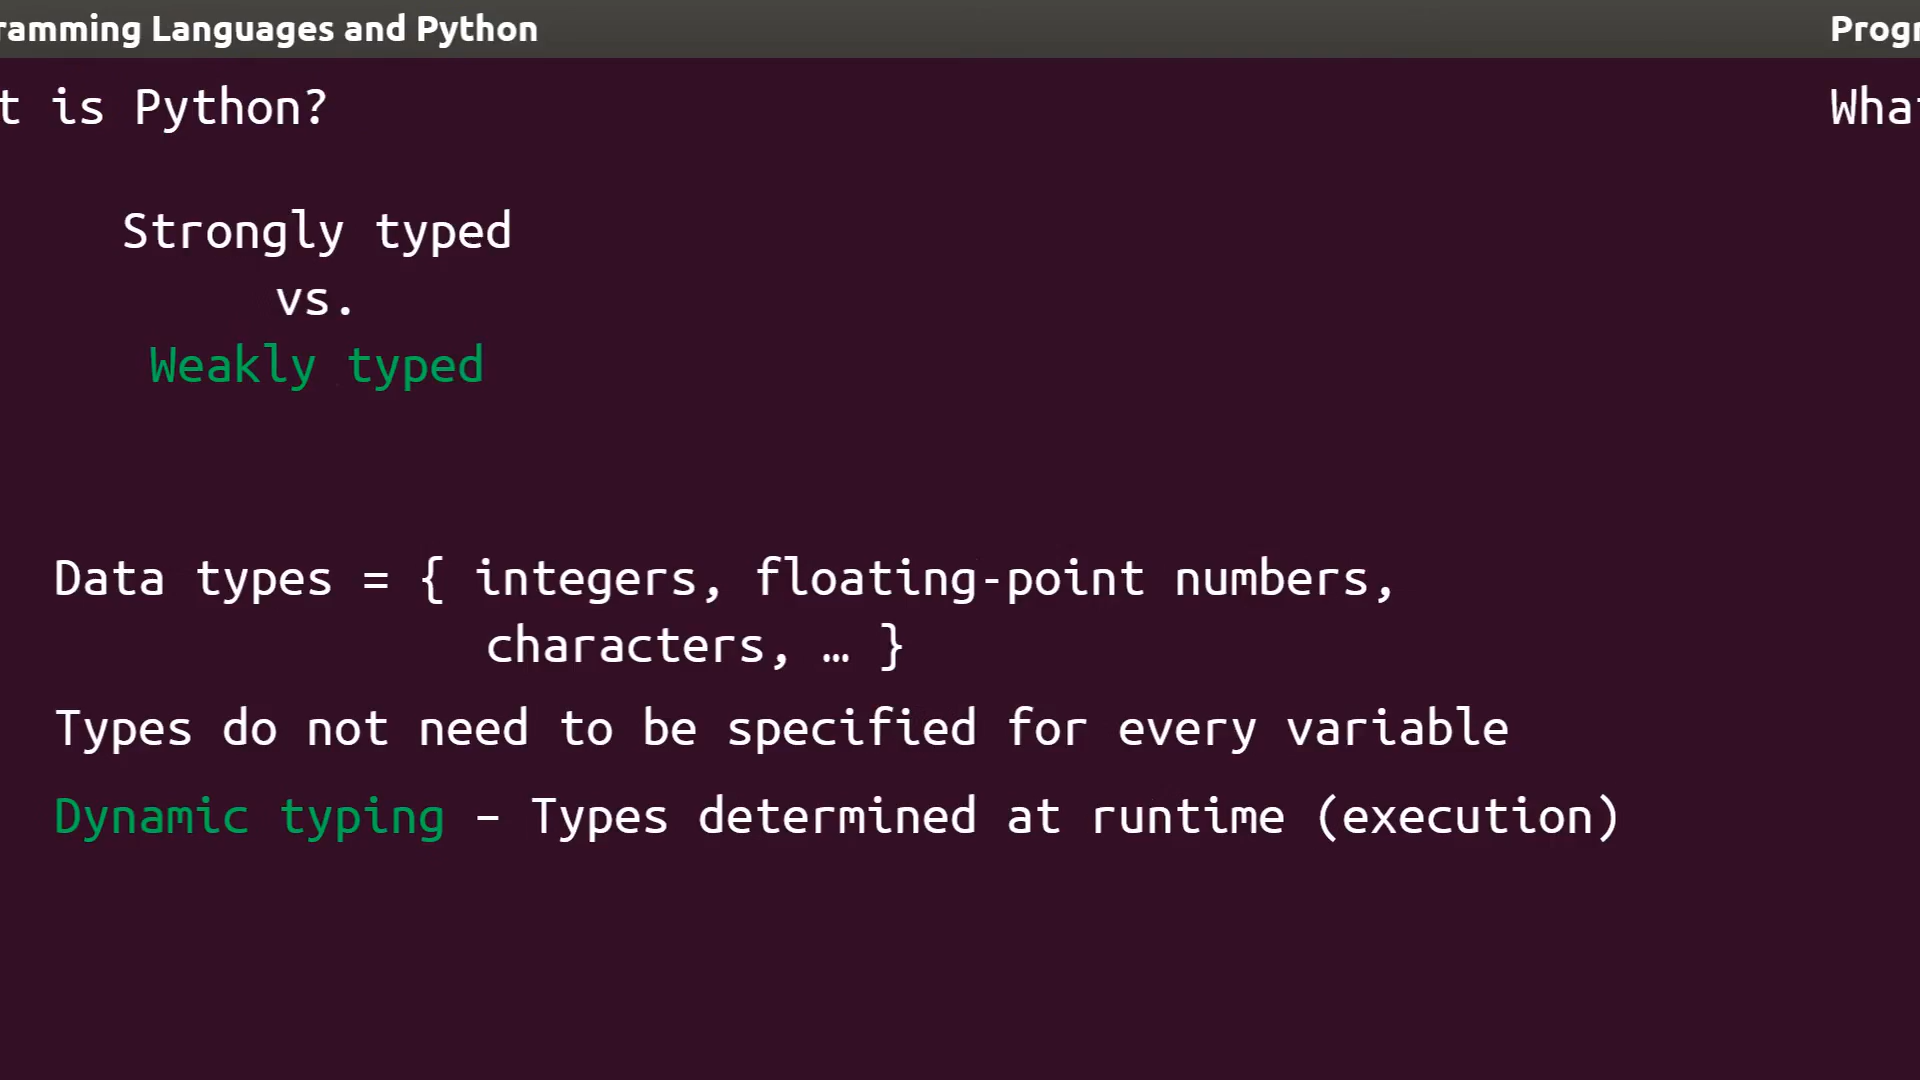 ramming Languages and Python
Progr
t is Python?
What
Strongly typed
vs.
Weakly typed
Data types = { integers, floating-point numbers,
characters, … }
Types do not need to be specified for every variable
Dynamic typing – Types determined at runtime (execution)